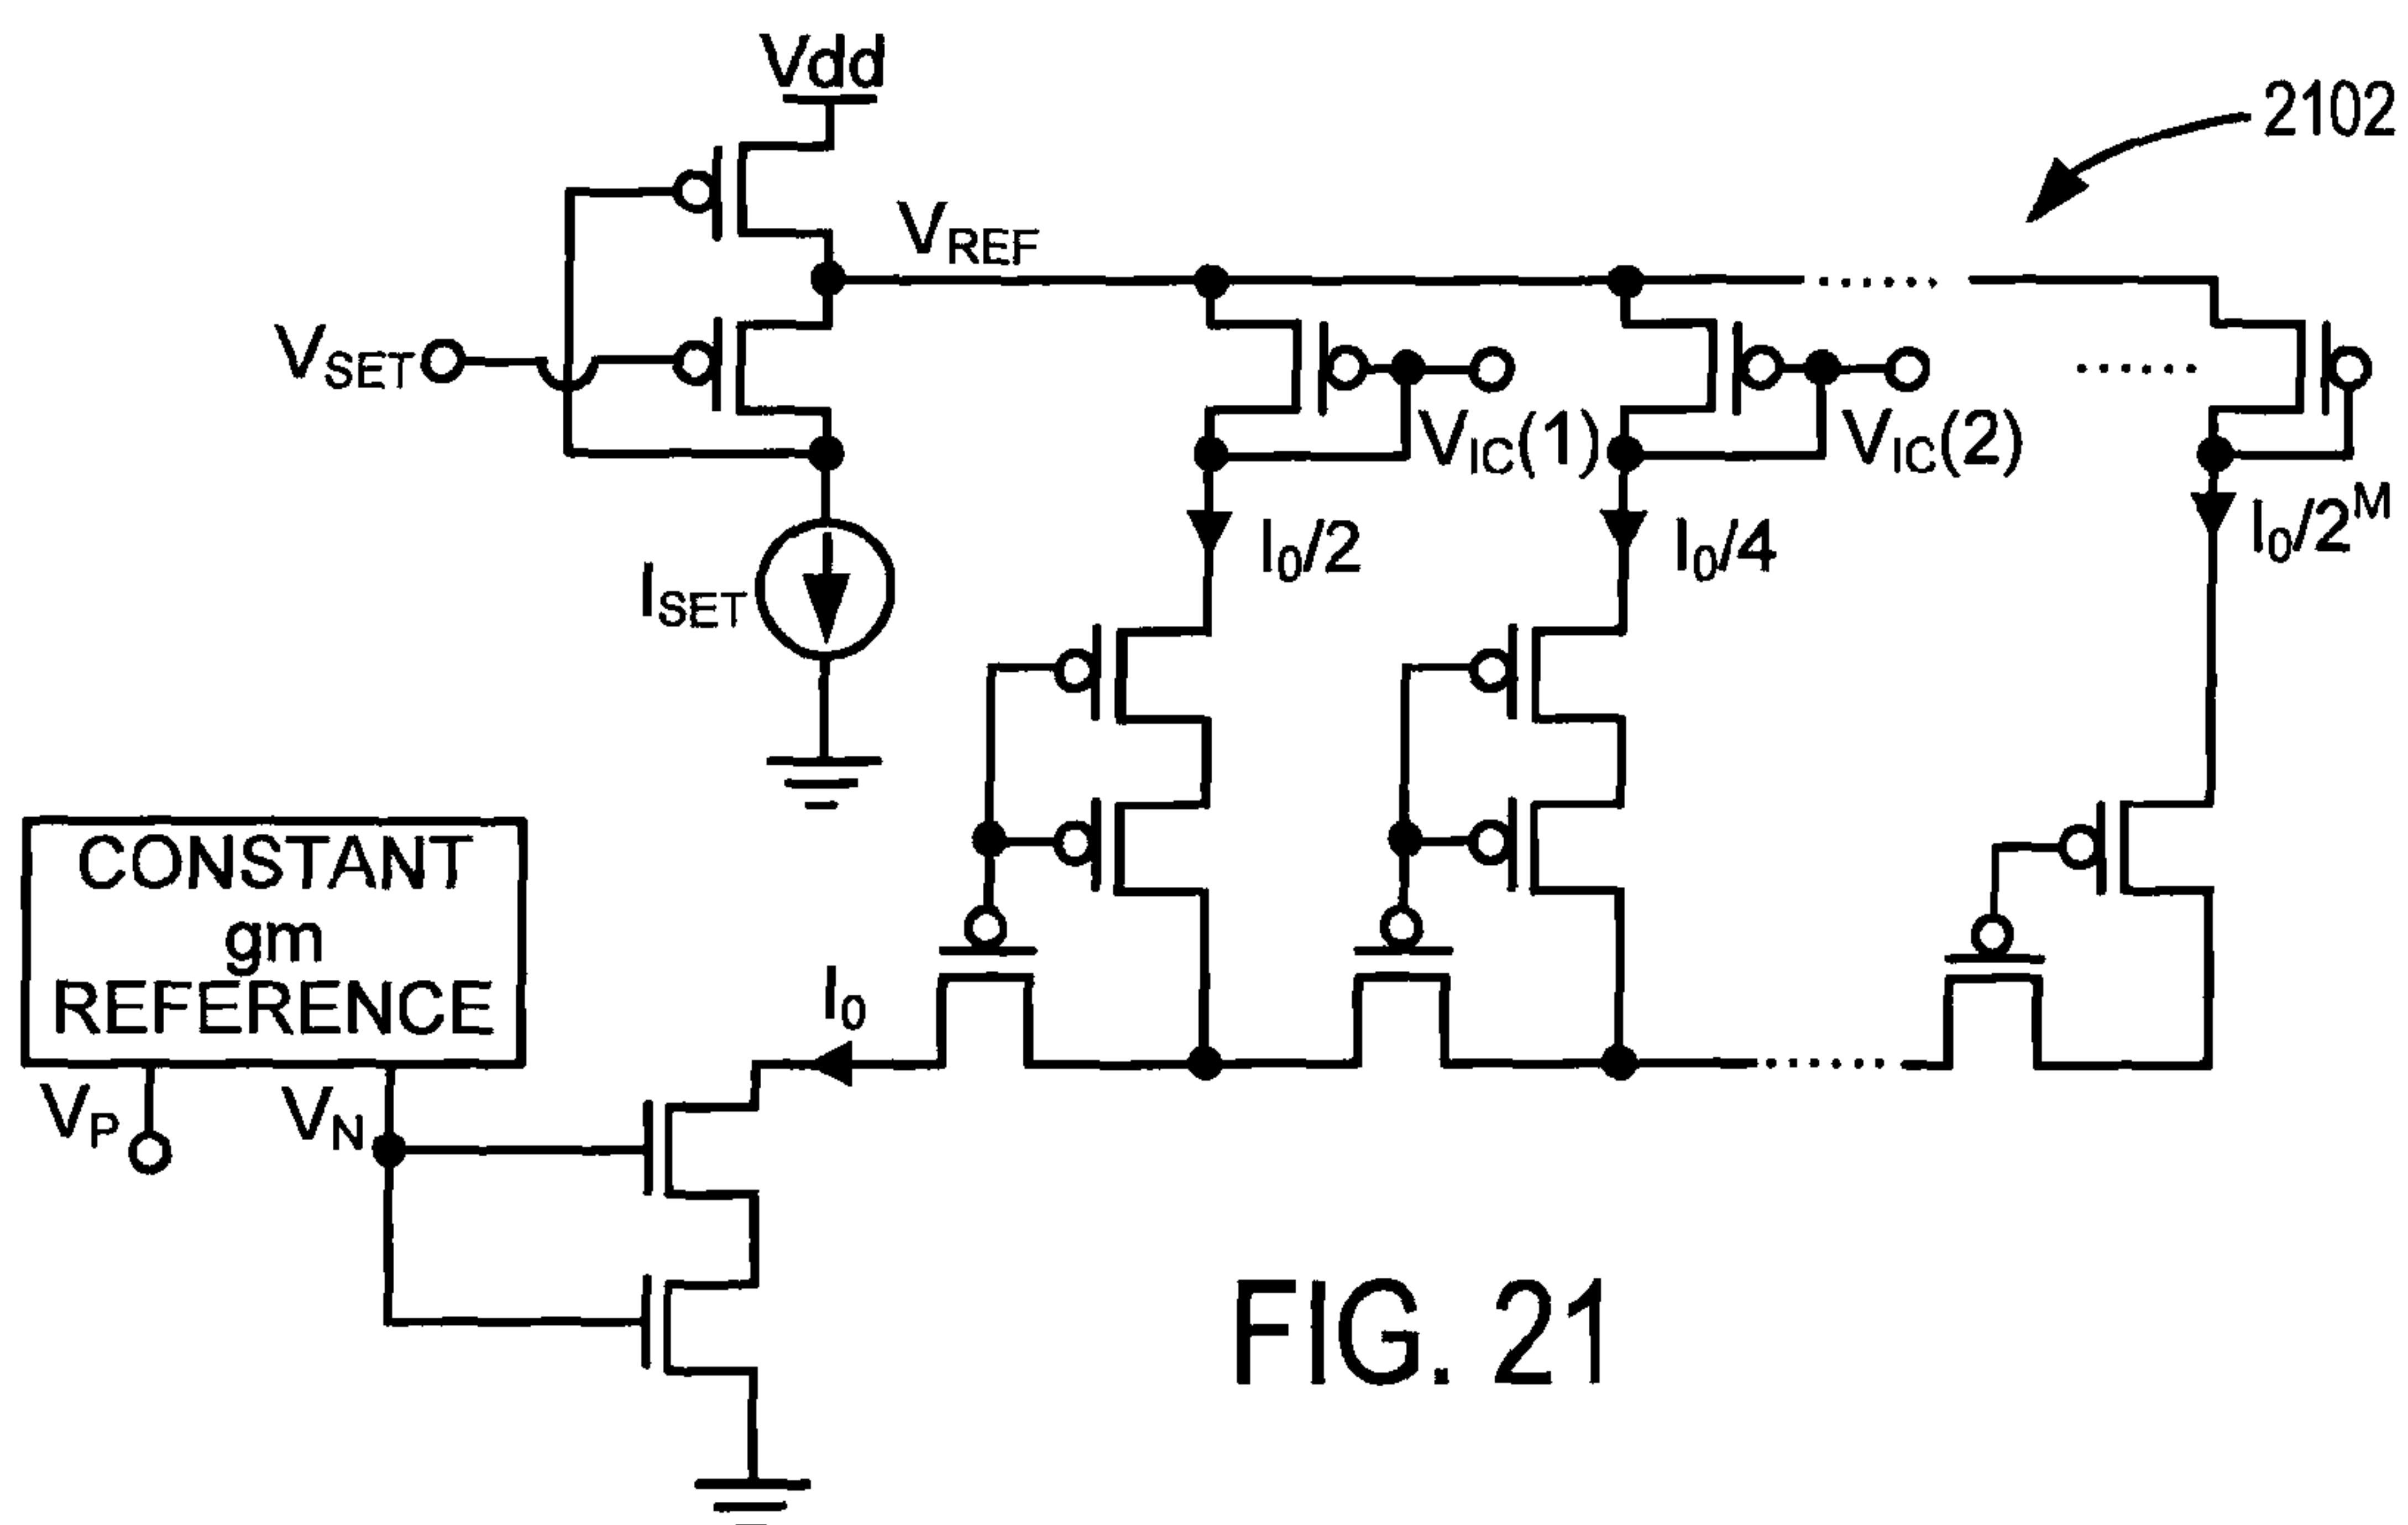 Vdd
2102
VREF
VSET
VIC(1)
VIC(2)
ISET
I0/2
I0/4
I0/2^M
CONSTANT
gm
REFERENCE
I0
VP
VN
FIG. 21